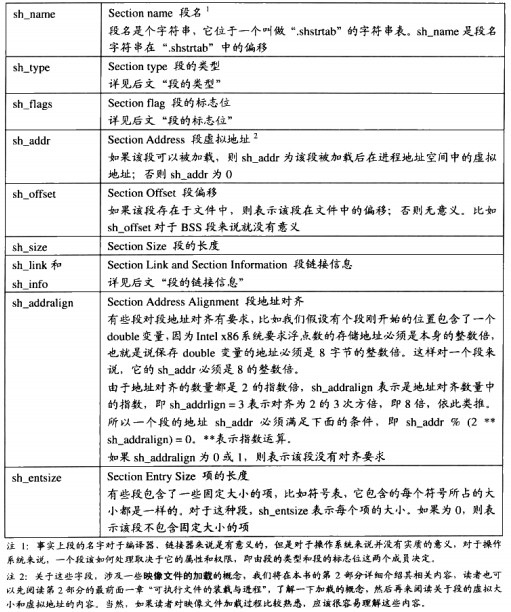 sh_name
Section name 段名 1
段名是个字符串，它位于一个叫做 “.shstrtab” 的字符串表。sh_name 是段名
字符串在 “.shstrtab” 中的偏移
sh_type
Section type 段的类型
详见后文 “段的类型”
sh_flags
Section flag 段的标志位
详见后文 “段的标志位”
sh_addr
Section Address 段虚拟地址 2
如果该段可以被加载，则 sh_addr 为该段被加载后在进程地址空间中的虚拟
地址；否则 sh_addr 为 0
sh_offset
Section Offset 段偏移
如果该段存在于文件中，则表示该段在文件中的偏移；否则无意义。比如
sh_offset 对于 BSS 段来说就没有意义
sh_size
Section Size 段的长度
sh_link 和
sh_info
Section Link and Section Information 段链接信息
详见后文 “段的链接信息”
sh_addralign
Section Address Alignment 段地址对齐
有些段对段地址对齐有要求，比如我们假设有个段刚开始的位置包含了一个
double 变量，因为 Intel x86 系统要求浮点数的存储地址必须是本身的整数倍，
也就是说保存 double 变量的地址必须是 8 字节的整数倍。这样对一个段来
说，它的 sh_addr 必须是 8 的整数倍。
由于地址对齐的数量都是 2 的指数倍，sh_addralign 表示是地址对齐数量中
的指数，即 sh_addrlign = 3 表示对齐为 2 的 3 次方倍，即 8 倍，依此类推。
所以一个段的地址 sh_addr 必须满足下面的条件，即 sh_addr % (2 **
sh_addralign) = 0。**表示指数运算。
如果 sh_addralign 为 0 或 1，则表示该段没有对齐要求
sh_entsize
Section Entry Size 项的长度
有些段包含了一些固定大小的项，比如符号表，它包含的每个符号所占的大
小都是一样的。对于这种段，sh_entsize 表示每个项的大小。如果为 0，则表
示该段不包含固定大小的项
注 1：事实上段的名字对于编译器、链接器来说是有意义的，但是对于操作系统来说并没有实质的意义，对于操作
系统来说，一个段该如何处理取决于它的属性和权限，即由段的类型和段的标志位这两个成员决定。
注 2：关于这些字段，涉及一些映像文件的加载的概念，我们将在本书的第 2 部分详细介绍其相关内容，读者也可
以先阅读第 2 部分的最前面一章“可执行文件的装载与进程”，了解一下加载的概念，然后再来阅读关于段的虚拟大
小和虚拟地址的内容。当然，如果读者对映像文件加载过程比较熟悉，应该很容易理解这些内容。